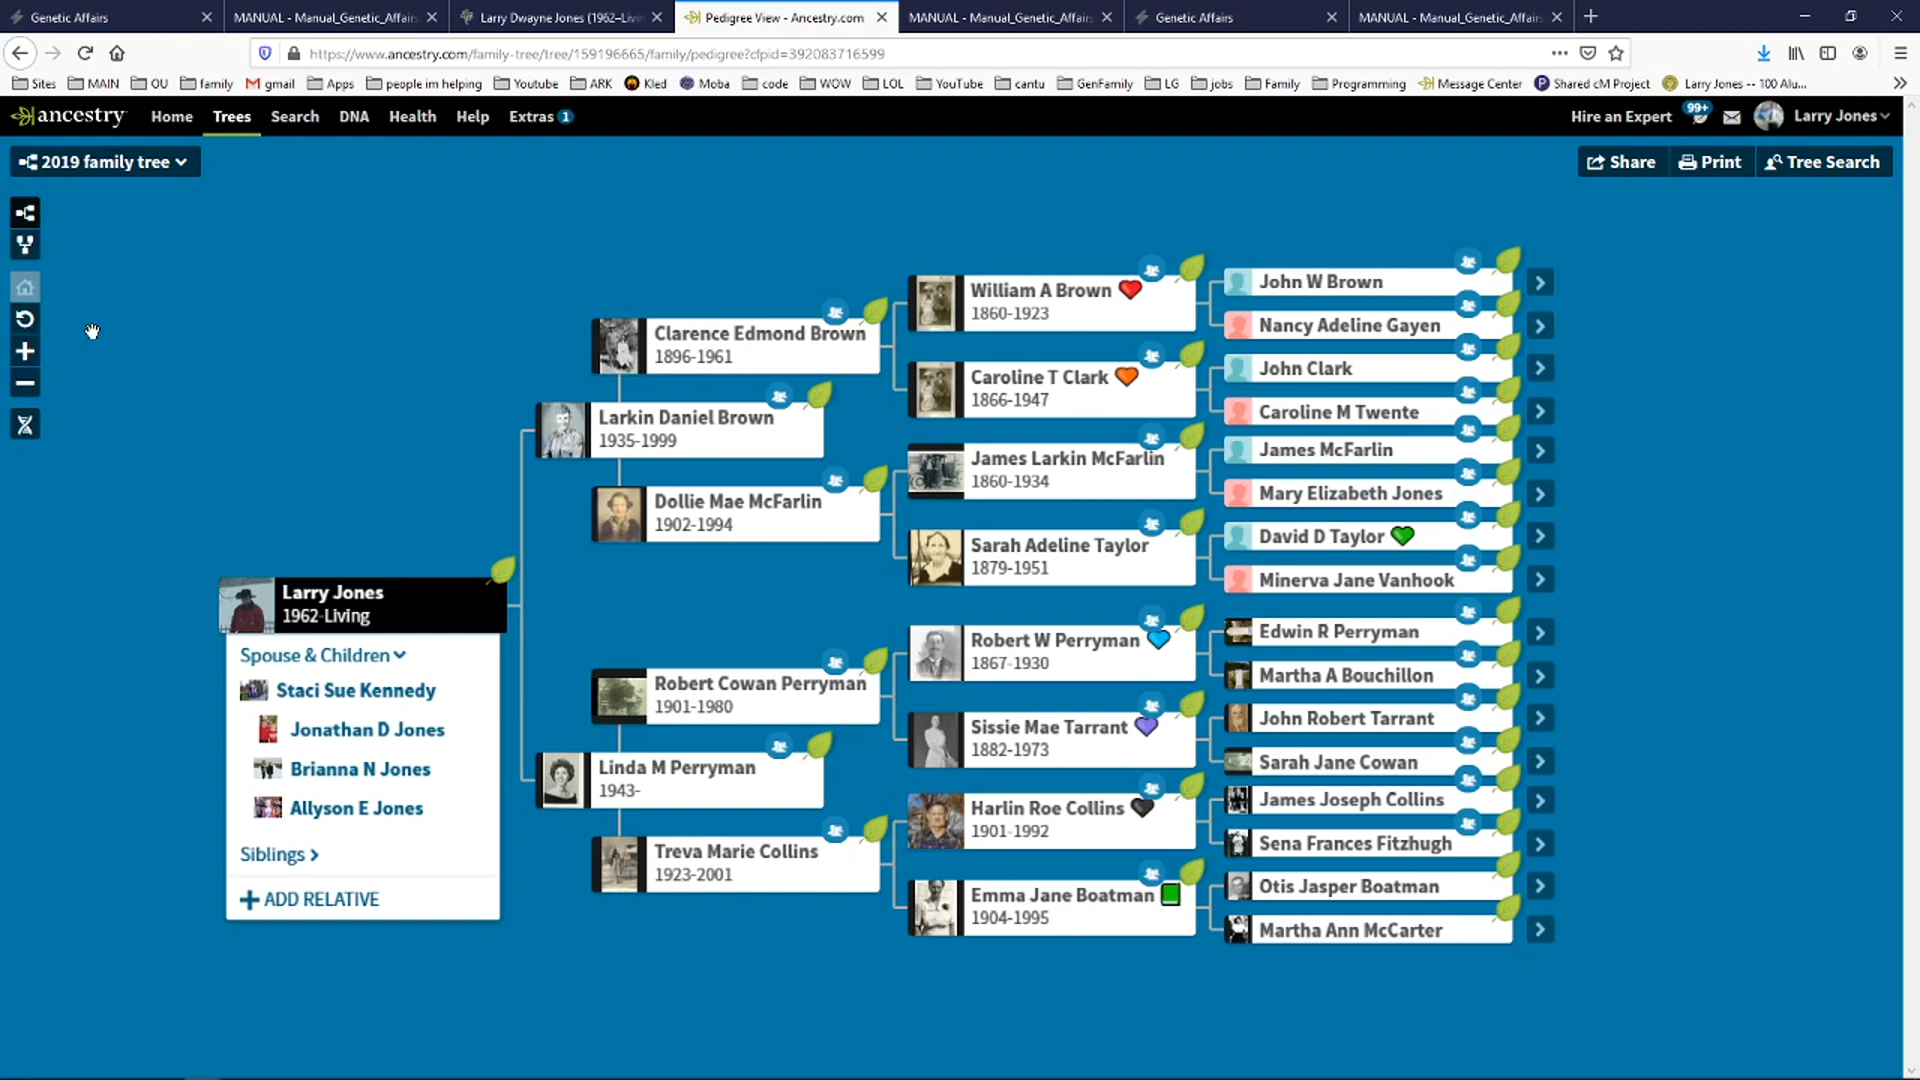 Genetic Affairs
MANUAL - Manual_Genetic_Affairs
Larry Dwayne Jones (1962–Livin
Pedigree View - Ancestry.com
MANUAL - Manual_Genetic_Affairs
Genetic Affairs
MANUAL - Manual_Genetic_Affairs
https://www.ancestry.com/family-tree/tree/159196665/family/pedigree?cfpid=392083716599
Sites MAIN OU family gmail Apps people im helping Youtube ARK Kled Moba code WOW LOL YouTube cantu GenFamily LG jobs Family Programming Message Center Shared cM Project Larry Jones -- 100 Alu...
ancestry Home Trees Search DNA Health Help Extras 1 Hire an Expert 99+ Larry Jones
2019 family tree Share Print Tree Search
Larry Jones
1962-Living
Spouse & Children
Staci Sue Kennedy
Jonathan D Jones
Brianna N Jones
Allyson E Jones
Siblings
ADD RELATIVE
Larkin Daniel Brown
1935-1999
Linda M Perryman
1943-
Clarence Edmond Brown
1896-1961
Dollie Mae McFarlin
1902-1994
Robert Cowan Perryman
1901-1980
Treva Marie Collins
1923-2001
William A Brown
1860-1923
Caroline T Clark
1866-1947
James Larkin McFarlin
1860-1934
Sarah Adeline Taylor
1879-1951
Robert W Perryman
1867-1930
Sissie Mae Tarrant
1882-1973
Harlin Roe Collins
1901-1992
Emma Jane Boatman
1904-1995
John W Brown
Nancy Adeline Gayen
John Clark
Caroline M Twente
James McFarlin
Mary Elizabeth Jones
David D Taylor
Minerva Jane Vanhook
Edwin R Perryman
Martha A Bouchillon
John Robert Tarrant
Sarah Jane Cowan
James Joseph Collins
Sena Frances Fitzhugh
Otis Jasper Boatman
Martha Ann McCarter